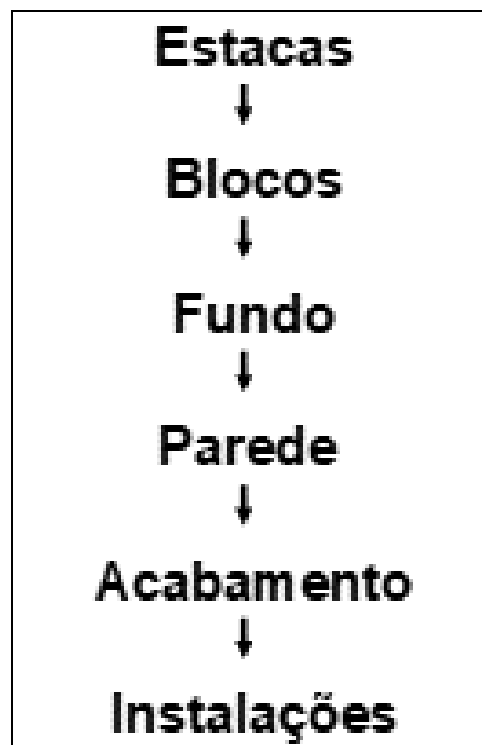 Estacas
Blocos
Fundo
Parede
Acabamento
Instalações